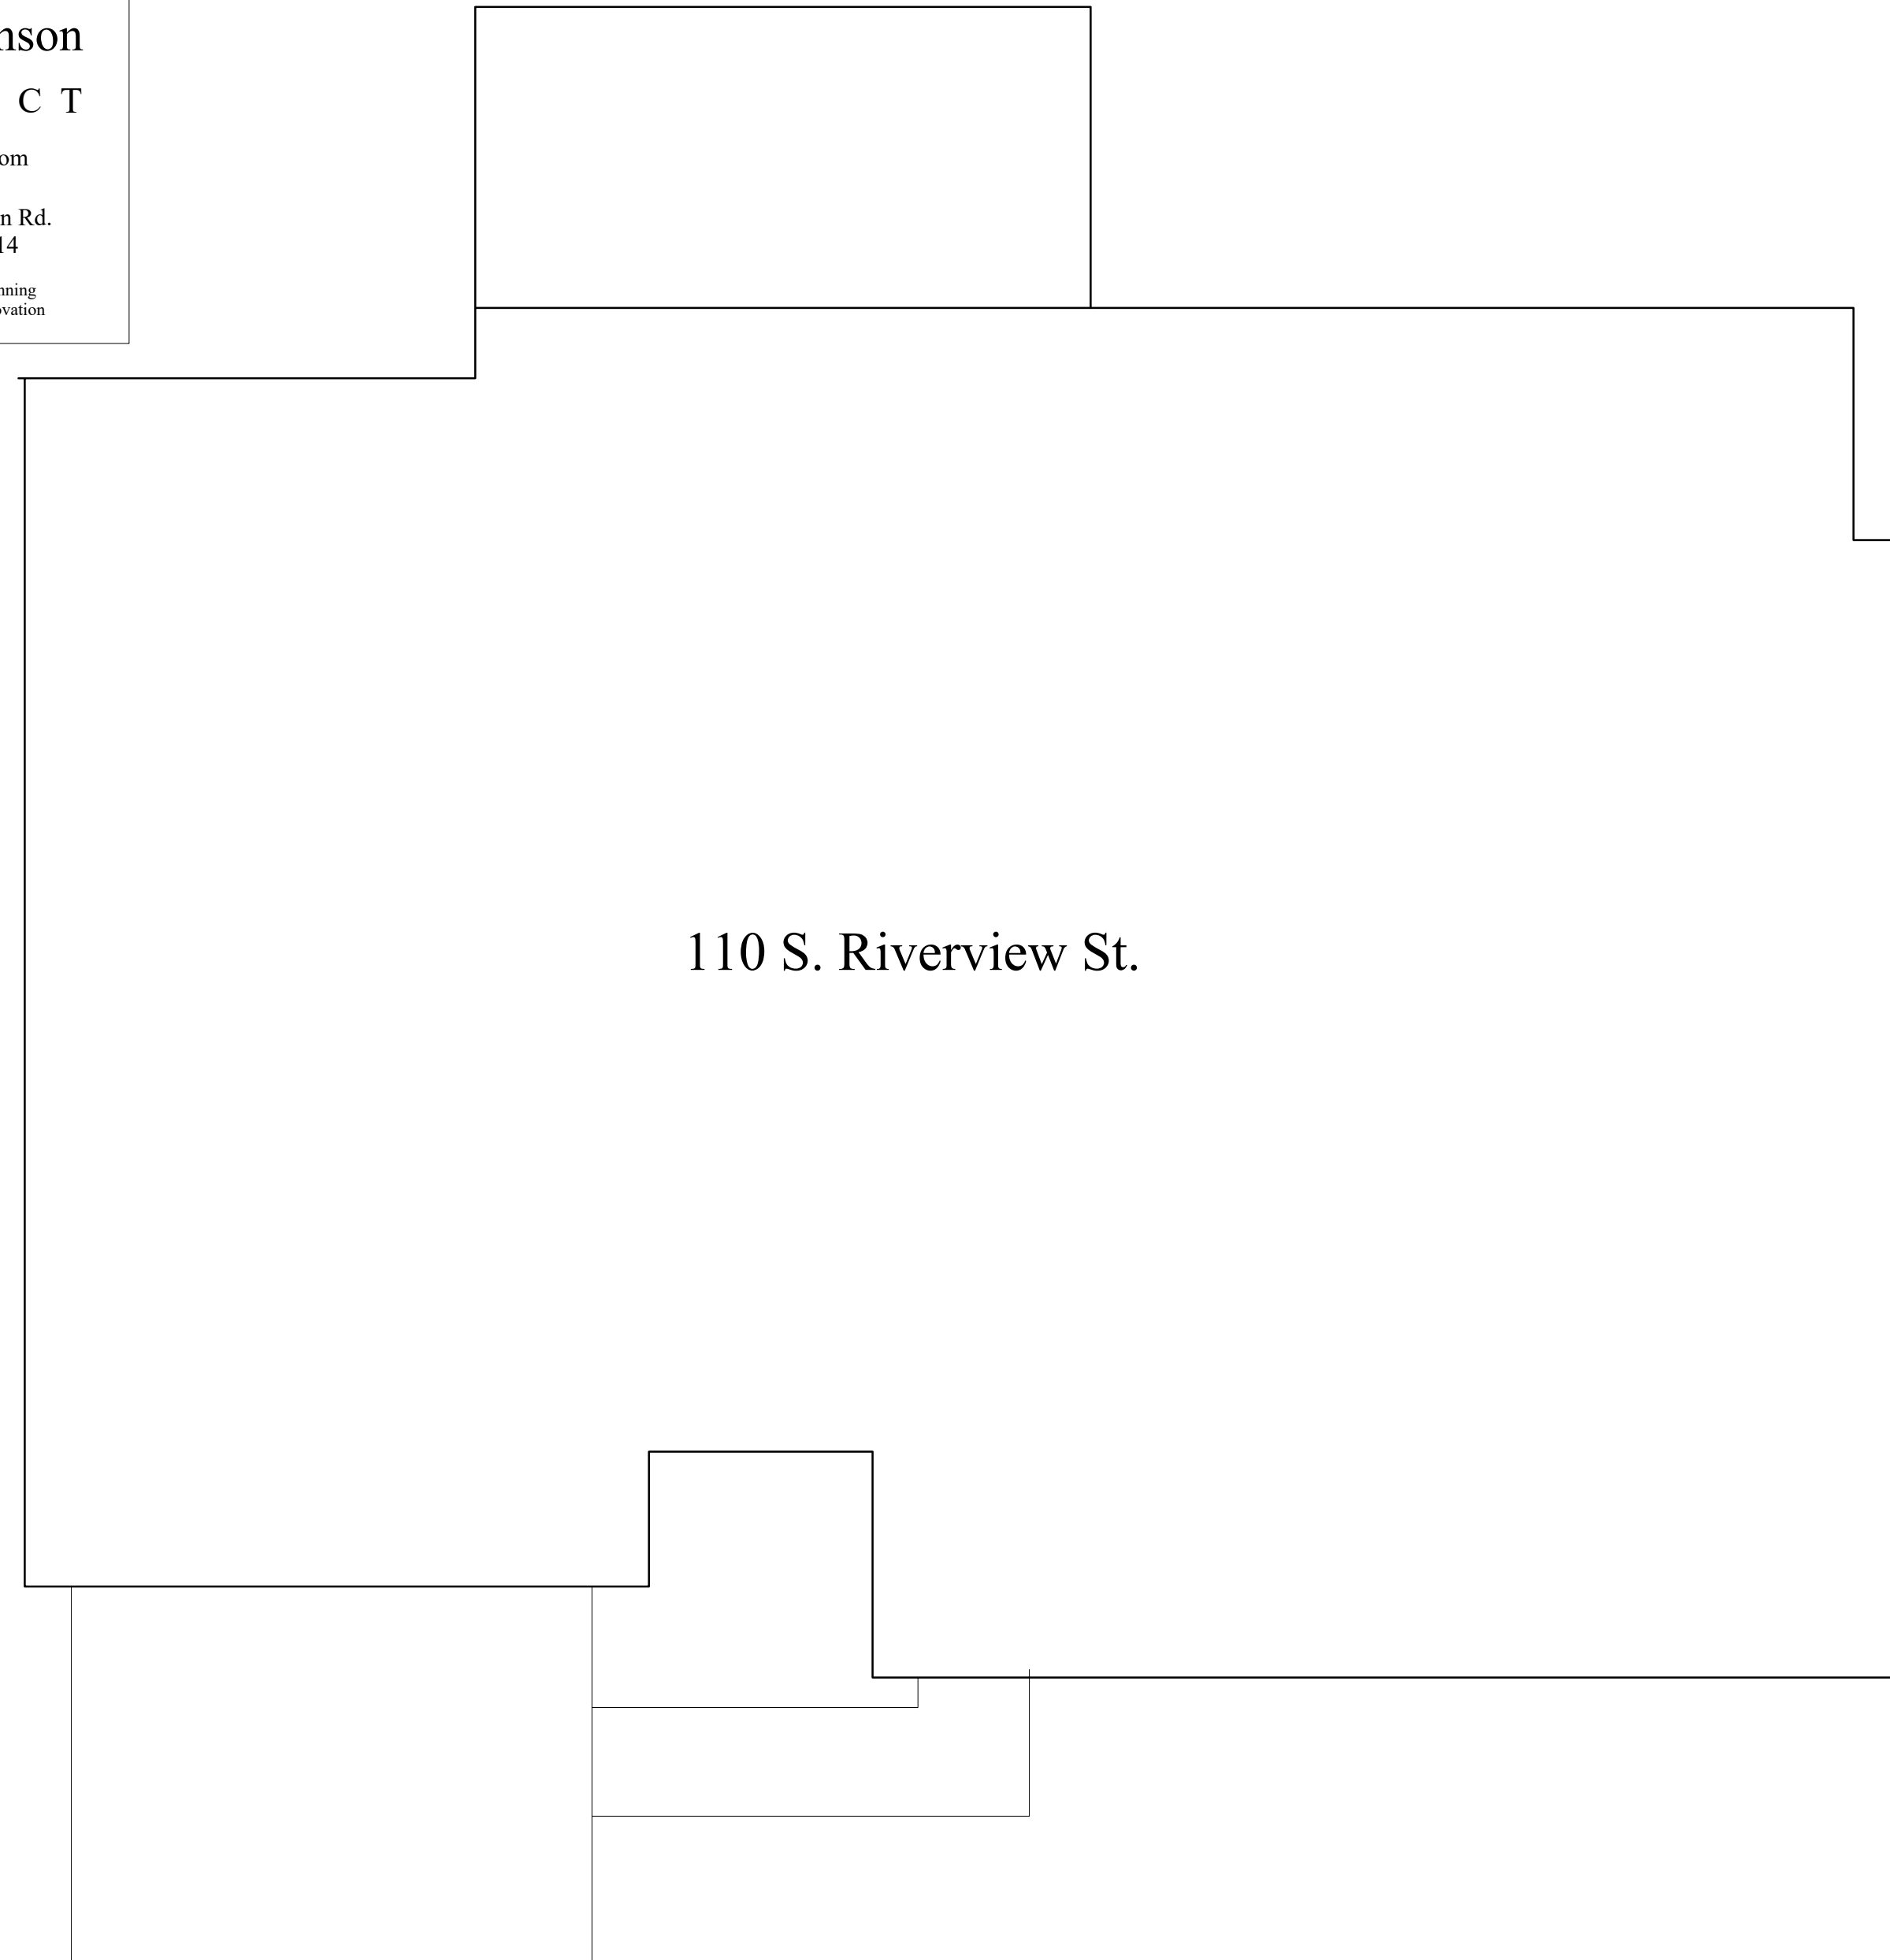 nson
C T
om
n Rd.
14
nning
ovation
110 S. Riverview St.